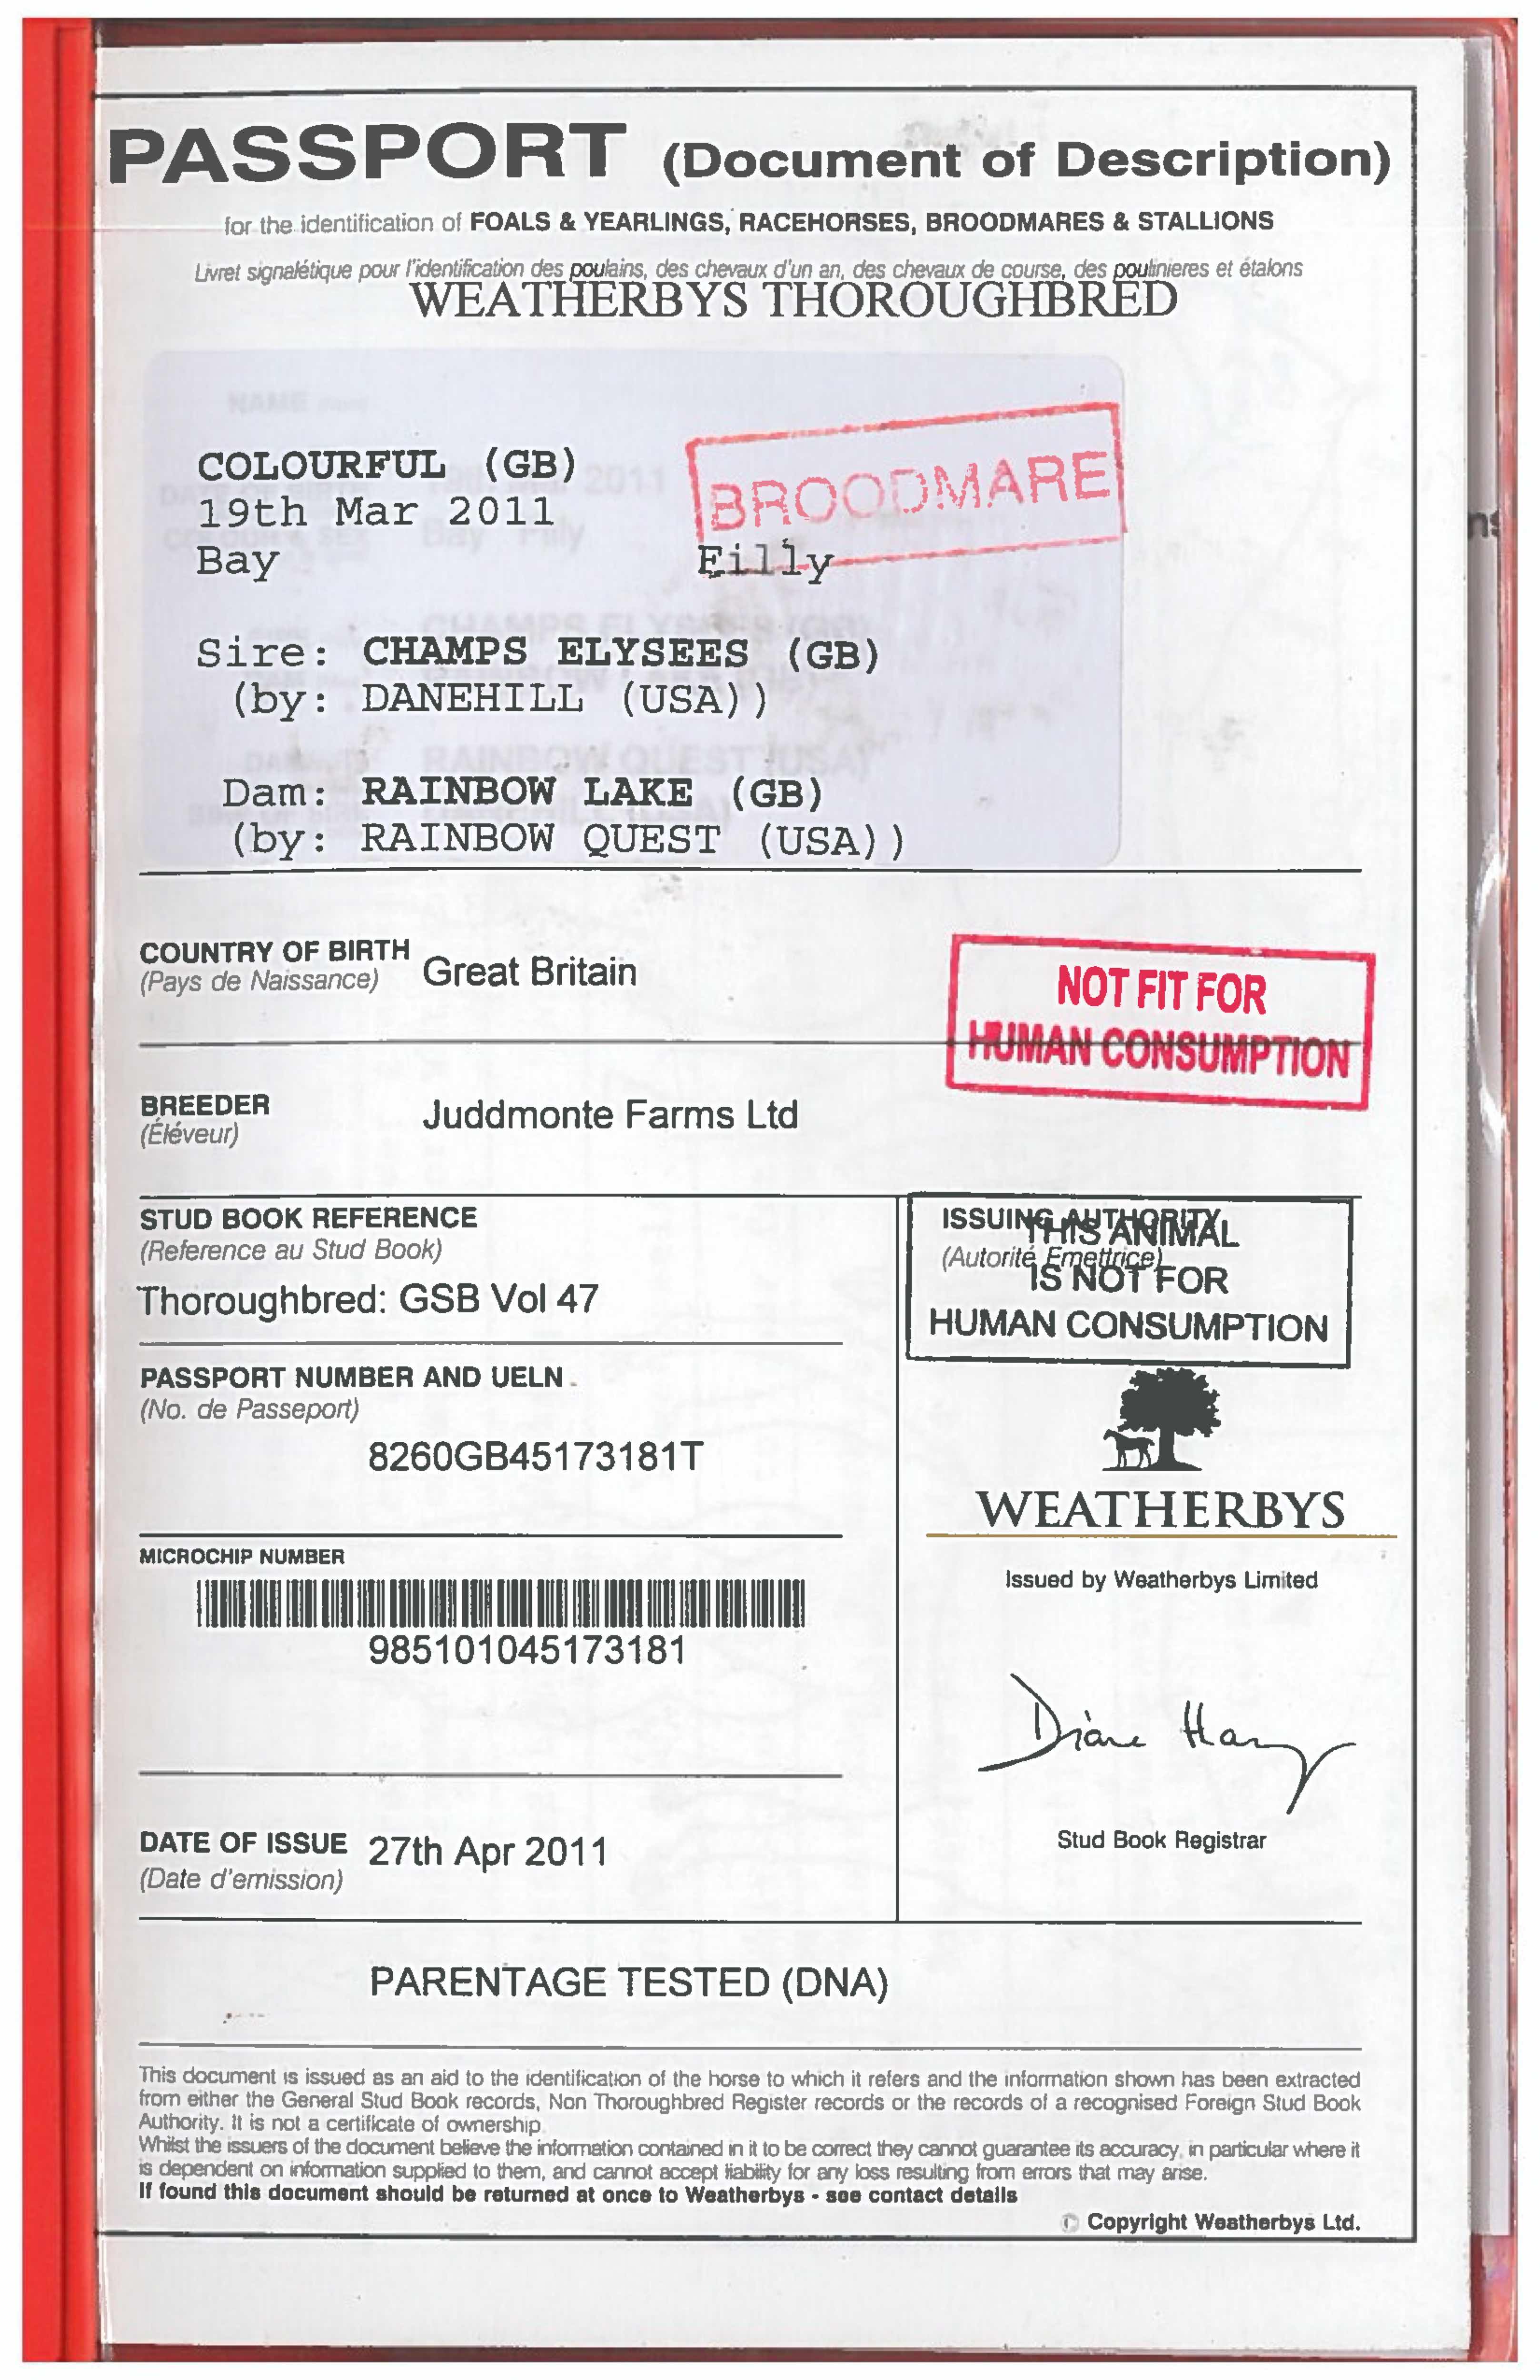 PASSPORT (Document of Description)
for the identification of FOALS & YEARLINGS, RACEHORSES, BROODMARES & STALLIONS
Livret signalétique pour l'identification des poulains, des chevaux d'un an, des chevaux de course, des poulinieres et étalons
WEATHERBYS THOROUGHBRED
NAME
COLOURFUL (GB)
BROODMARE
19th Mar 2011
Bay Filly
Sire: CHAMPS ELYSEES (GB)
(by: DANEHILL (USA))
Dam: RAINBOW LAKE (GB)
(by: RAINBOW QUEST (USA))
COUNTRY OF BIRTH
(Pays de Naissance)
Great Britain
NOT FIT FOR
HUMAN CONSUMPTION
BREEDER
(Éléveur)
Juddmonte Farms Ltd
STUD BOOK REFERENCE
(Reference au Stud Book)
Thoroughbred: GSB Vol 47
ISSUING AUTHORITY
(Autorité Emettrice)
THIS ANIMAL
IS NOT FOR
HUMAN CONSUMPTION
PASSPORT NUMBER AND UELN
(No. de Passeport)
8260GB45173181T
WEATHERBYS
Issued by Weatherbys Limited
MICROCHIP NUMBER
985101045173181
Diane Han
Stud Book Registrar
DATE OF ISSUE 27th Apr 2011
(Date d'emission)
PARENTAGE TESTED (DNA)
This document is issued as an aid to the identification of the horse to which it refers and the information shown has been extracted
from either the General Stud Book records, Non Thoroughbred Register records or the records of a recognised Foreign Stud Book
Authority. It is not a certificate of ownership.
Whilst the issuers of the document believe the information contained in it to be correct they cannot guarantee its accuracy, in particular where it
is dependent on information supplied to them, and cannot accept liability for any loss resulting from errors that may arise.
If found this document should be returned at once to Weatherbys - see contact details
© Copyright Weatherbys Ltd.